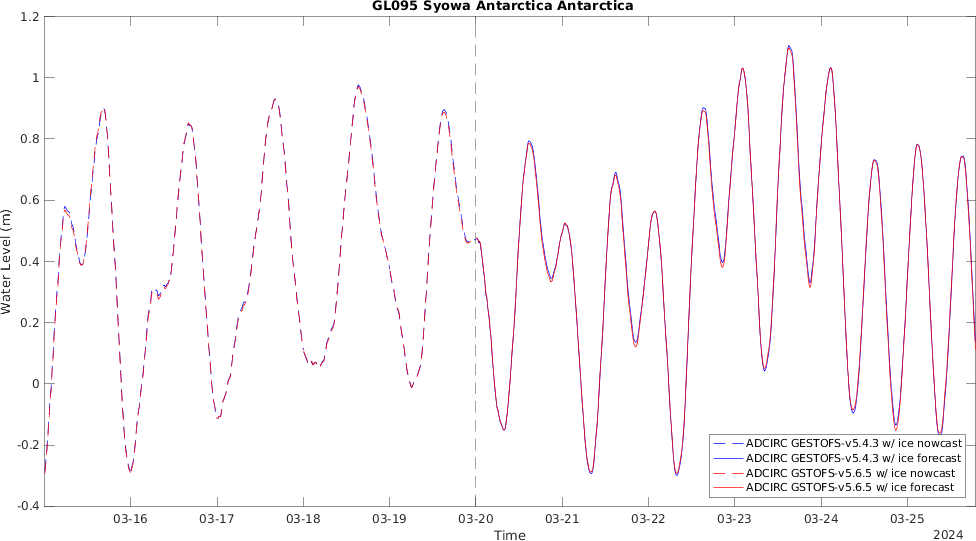 GL095 Syowa Antarctica Antarctica
1.2
1
0.8
0.6
0.4
0.2
0
-0.2
-0.4
Water Level (m)
ADCIRC GESTOFS-v5.4.3 w/ ice nowcast
ADCIRC GESTOFS-v5.4.3 w/ ice forecast
ADCIRC GSTOFS-v5.6.5 w/ ice nowcast
ADCIRC GSTOFS-v5.6.5 w/ ice forecast
03-16 03-17 03-18 03-19 03-20 03-21 03-22 03-23 03-24 03-25
Time
2024